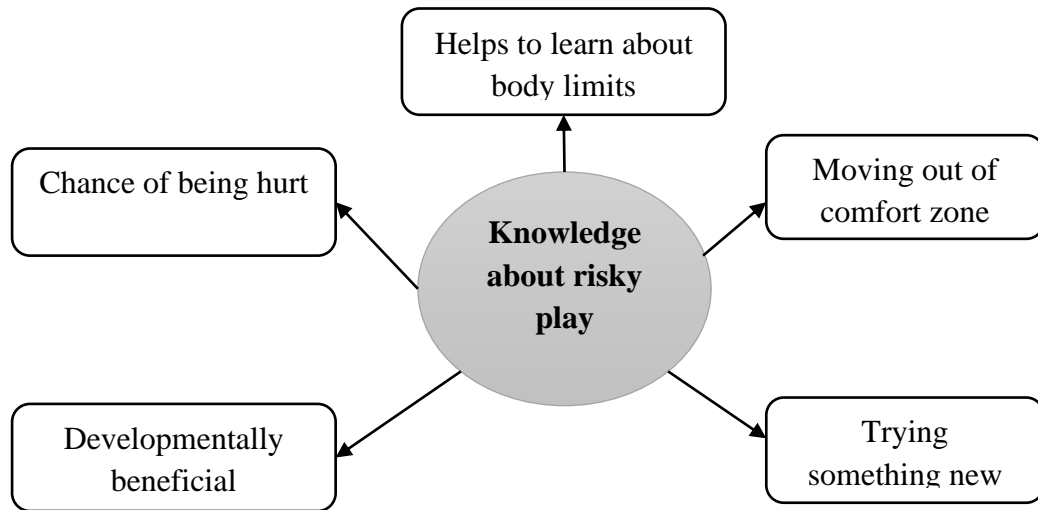 Helps to learn about
body limits
Chance of being hurt
Moving out of
comfort zone
Knowledge
about risky
play
Developmentally
beneficial
Trying
something new